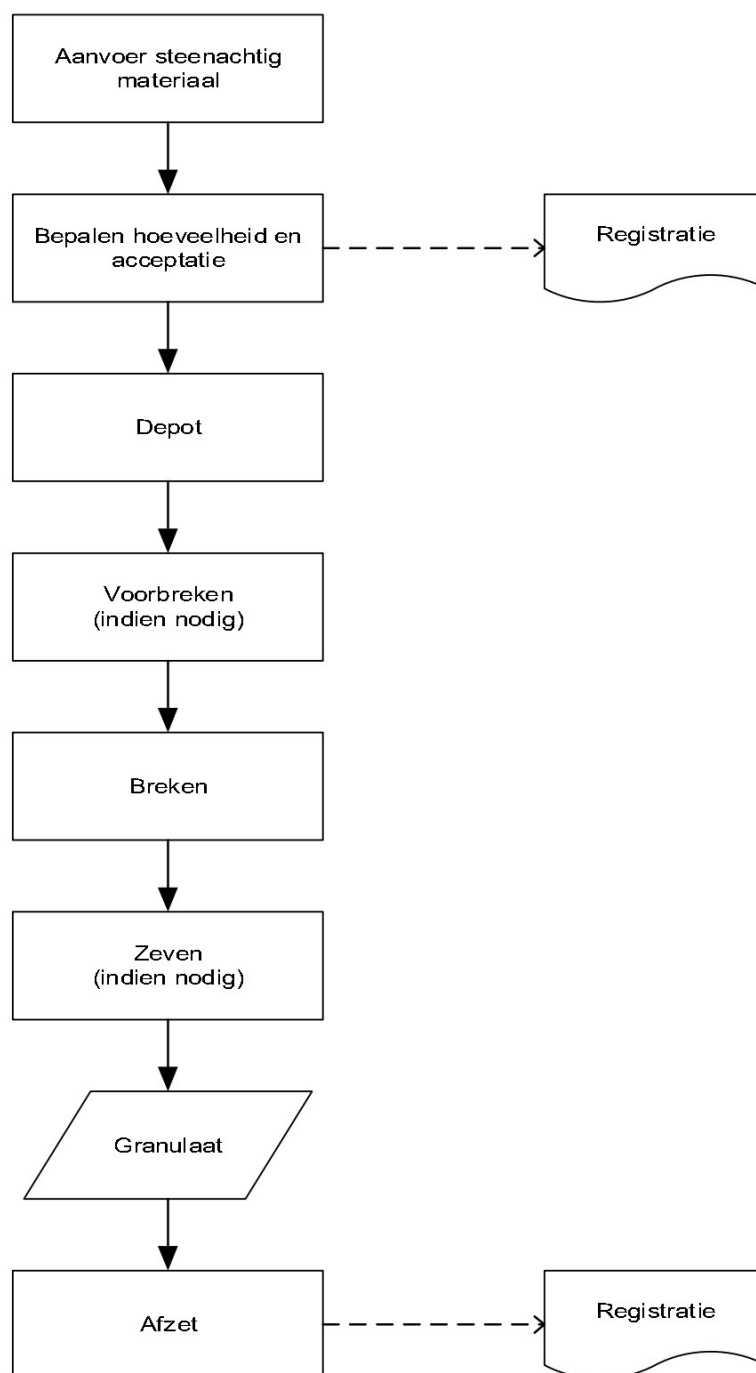 Aanvoer steenachtig
materiaal
Bepalen hoeveelheid en
acceptatie
Registratie
Depot
Voorbreken
(indien nodig)
Breken
Zeven
(indien nodig)
Granulaat
Afzet
Registratie